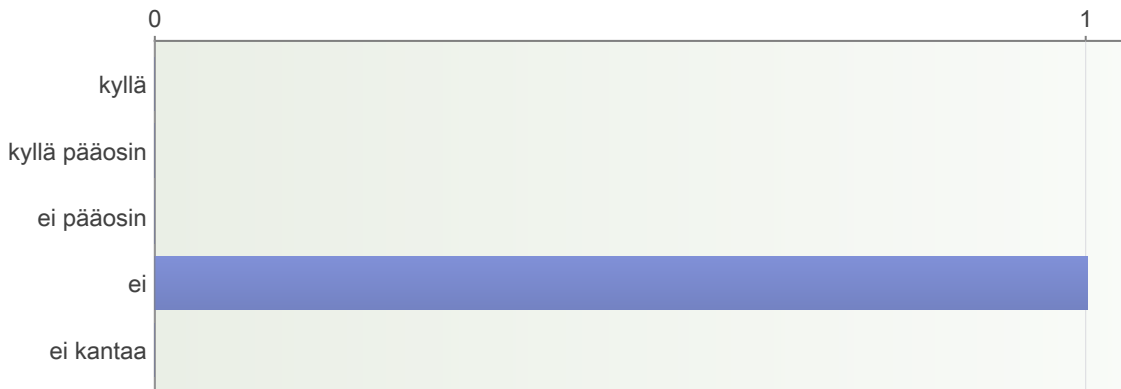 0 1
kyllä
kyllä pääosin
ei pääosin
ei
ei kantaa